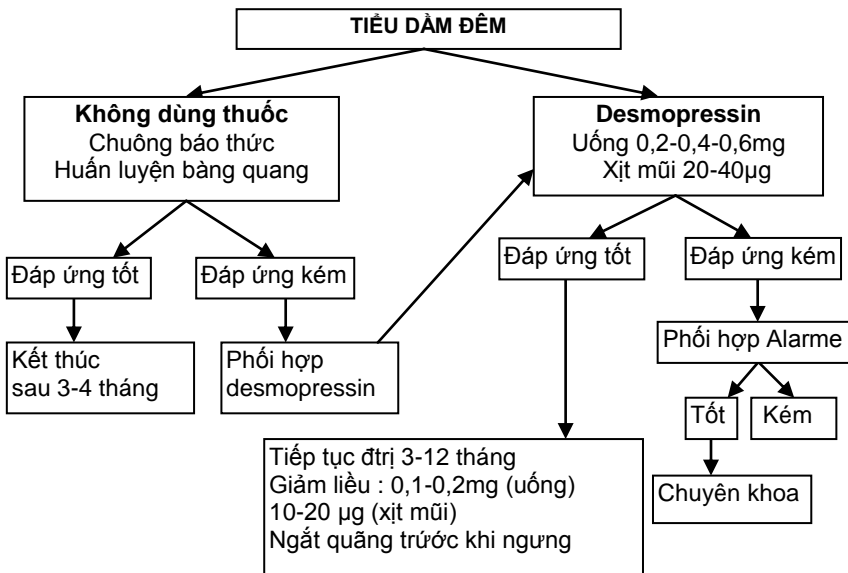 TIỂU DẦM ĐÊM
Không dùng thuốc
Chuông báo thức
Huấn luyện bàng quang
Desmopressin
Uống 0,2-0,4-0,6mg
Xịt mũi 20-40µg
Đáp ứng tốt
Đáp ứng kém
Đáp ứng tốt
Đáp ứng kém
Kết thúc
sau 3-4 tháng
Phối hợp
desmopressin
Phối hợp Alarme
Tốt
Kém
Tiếp tục đtrị 3-12 tháng
Giảm liều : 0,1-0,2mg (uống)
10-20 µg (xịt mũi)
Ngắt quãng trứớc khi ngưng
Chuyên khoa